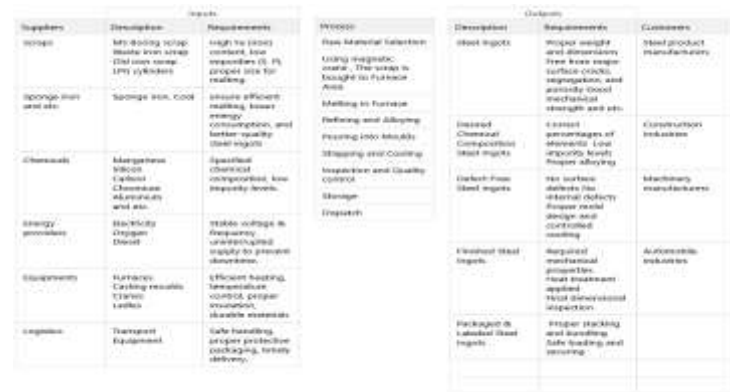 Inputs
Suppliers
Description
Requirements
Scraps
MS Boring scrap
Waste iron scrap
Old iron scrap
LPG cylinders
High Fe (iron)
content, low
impurities (S, P),
proper size for
melting.
Sponge iron
and etc
Sponge iron, Coal
ensure efficient
melting, lower
energy
consumption, and
better-quality
steel ingots
Chemicals
Manganese
Silicon
Carbon
Chromium
Aluminium
and etc.
Specified
chemical
composition, low
impurity levels.
Energy
providers
Electricity
Oxygen
Diesel
Stable voltage &
frequency,
uninterrupted
supply to prevent
downtime.
Equipments
Furnaces
Casting moulds
Cranes
Ladles
Efficient heating,
temperature
control, proper
insulation,
durable materials
Logistics
Transport
Equipment
Safe handling,
proper protective
packaging, timely
delivery.
Process
Raw Material Selection
Using magnetic
crane , The scrap is
bought to Furnace
Area
Melting in Furnace
Refining and Alloying
Pouring into Moulds
Stripping and Cooling
Inspection and Quality
control
Storage
Dispatch
Outputs
Description
Requirements
Customers
Steel Ingots
Proper weight
and dimensions
Free from major
surface cracks,
segregation, and
porosity Good
mechanical
strength and etc.
Steel product
manufacturers
Desired
Chemical
Composition
Steel Ingots
Correct
percentages of
elements Low
impurity levels
Proper alloying
Construction
industries
Defect-Free
Steel Ingots
No surface
defects No
internal defects
Proper mold
design and
controlled
cooling
Machinery
manufacturers
Finished Steel
Ingots
Required
mechanical
properties
Heat treatment
applied
Final dimensional
inspection
Automobile
industries
Packaged &
Labeled Steel
Ingots
Proper stacking
and bundling
Safe loading and
securing